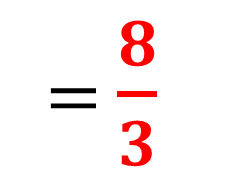 = 8/3